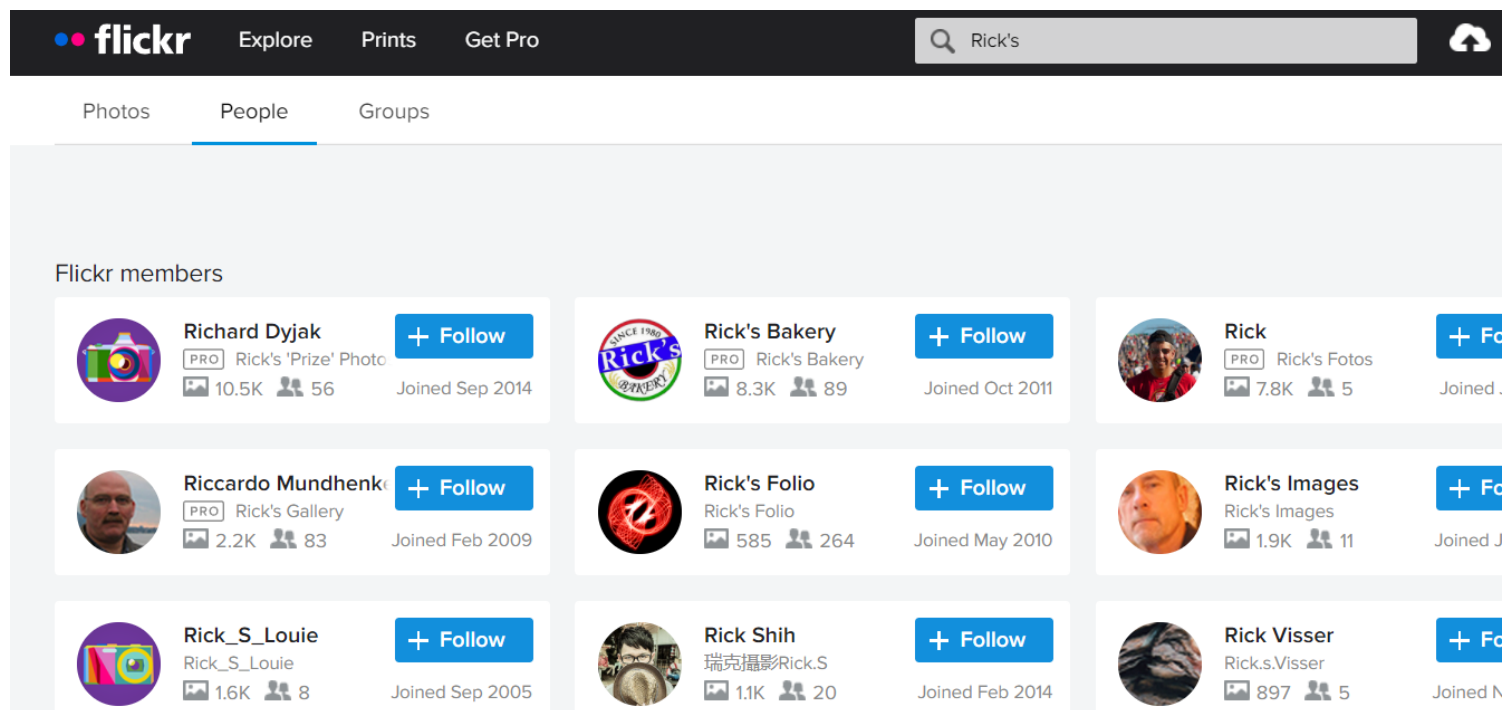 flickr Explore Prints Get Pro Rick's
Photos People Groups
Flickr members
Richard Dyjak + Follow
PRO Rick's 'Prize' Photo
10.5K 56 Joined Sep 2014
SINCE 1980
Rick's
BAKERY
Rick's Bakery + Follow
PRO Rick's Bakery
8.3K 89 Joined Oct 2011
Rick
PRO Rick's Fotos
7.8K 5 Joined
Riccardo Mundhenk + Follow
PRO Rick's Gallery
2.2K 83 Joined Feb 2009
Rick's Folio + Follow
Rick's Folio
585 264 Joined May 2010
Rick's Images
Rick's Images
1.9K 11 Joined
Rick_S_Louie + Follow
Rick_S_Louie
1.6K 8 Joined Sep 2005
Rick Shih + Follow
瑞克攝影Rick.S
1.1K 20 Joined Feb 2014
Rick Visser
Rick.s.Visser
897 5 Joined